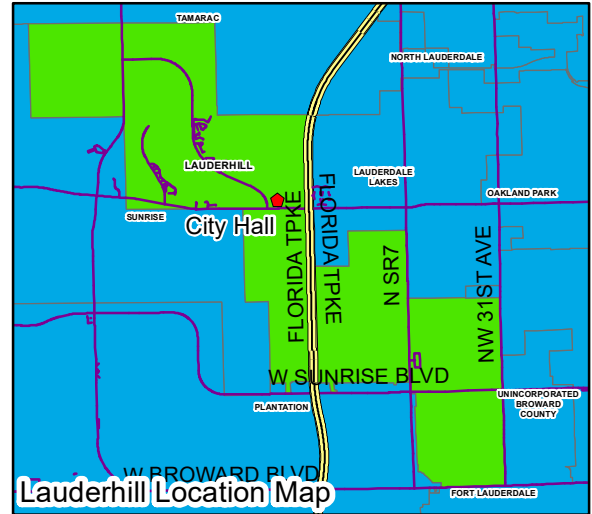 TAMARAC
NORTH LAUDERDALE
LAUDERHILL
LAUDERDALE
LAKES
OAKLAND PARK
SUNRISE
City Hall
FLORIDA TPKE
FLORIDA TPKE
N SR7
NW 31ST AVE
W SUNRISE BLVD
PLANTATION
UNINCORPORATED
BROWARD
COUNTY
W BROWARD BLVD
Lauderhill Location Map
FORT LAUDERDALE